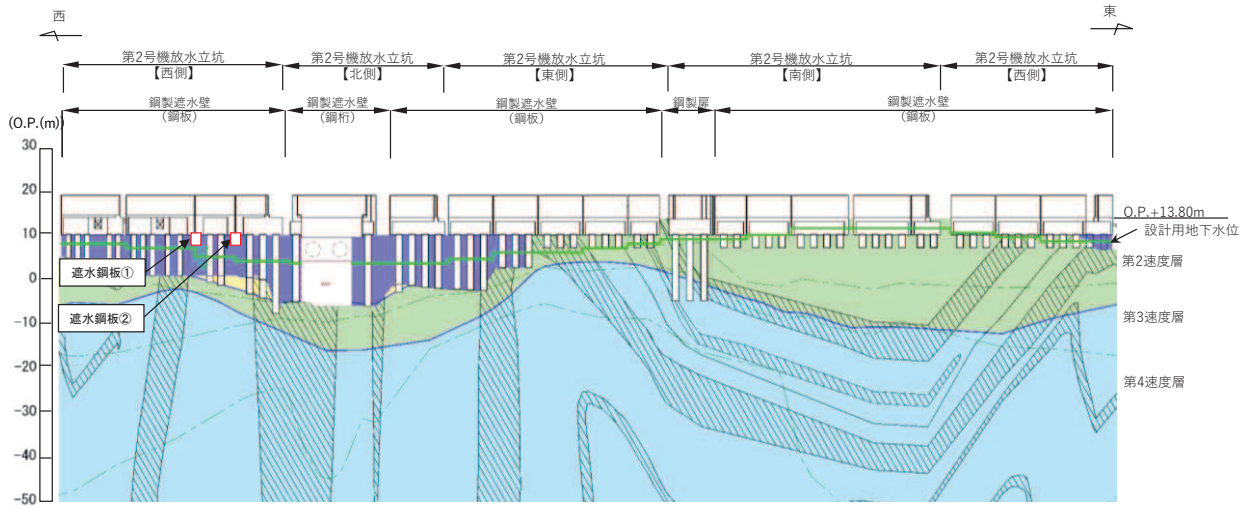 西
東
第2号機放水立坑
【西側】
第2号機放水立坑
【北側】
第2号機放水立坑
【東側】
第2号機放水立坑
【南側】
第2号機放水立坑
【西側】
鋼製遮水壁
(鋼板)
鋼製遮水壁
(鋼桁)
鋼製遮水壁
(鋼板)
鋼製扉
鋼製遮水壁
(鋼板)
(O.P.(m))
30
20
10
0
-10
-20
-30
-40
-50
遮水鋼板①
遮水鋼板②
O.P.+13.80m
設計用地下水位
第2速度層
第3速度層
第4速度層